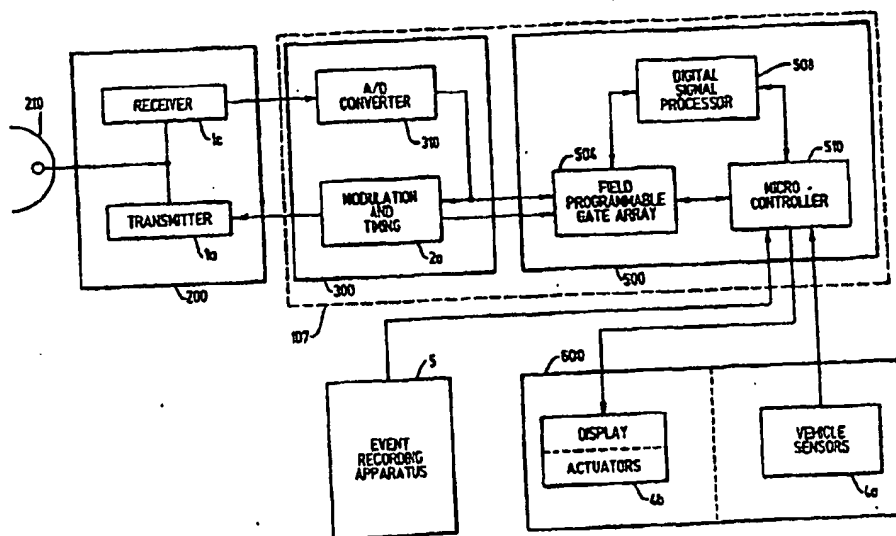 210
RECEIVER
1c
TRANSMITTER
1a
200
A/D
CONVERTER
310
MODULATION
AND
TIMING
2a
300
107
DIGITAL
SIGNAL
PROCESSOR
508
504
FIELD
PROGRAMMABLE
GATE ARRAY
510
MICRO
CONTROLLER
500
5
EVENT
RECORDING
APPARATUS
600
DISPLAY
ACTUATORS
4b
VEHICLE
SENSORS
4a